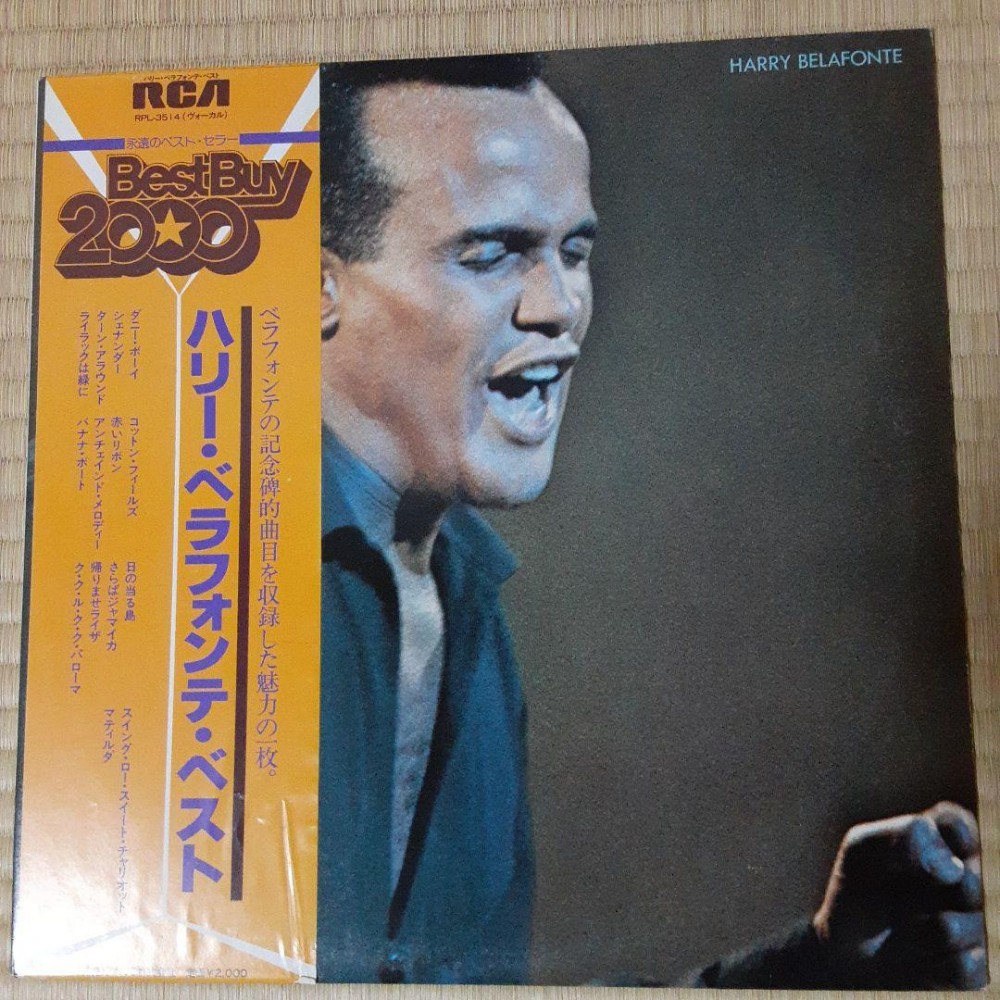 HARRY BELAFONTE
ハリー・ベラフォンテ・ベスト
RCA
RPL-3514(ヴォーカル)
永遠のベスト・セラー
BestBuy
2000
ベラフォンテの記念碑的曲目を収録した魅力の一枚。
ハリー・ベラフォンテ・ベスト
ダニー・ボーイ
シェナンダー
ターン・アラウンド
ライラックは緑に
コットン・フィールズ
赤いリボン
アンチェインド・メロディー
バナナ・ボート
日の当る島
さらばジャマイカ
帰りませライザ
ク・ク・ル・ク・ク・パローマ
スイング・ロー・スイート・チャリオット
マティルダ
¥2,000